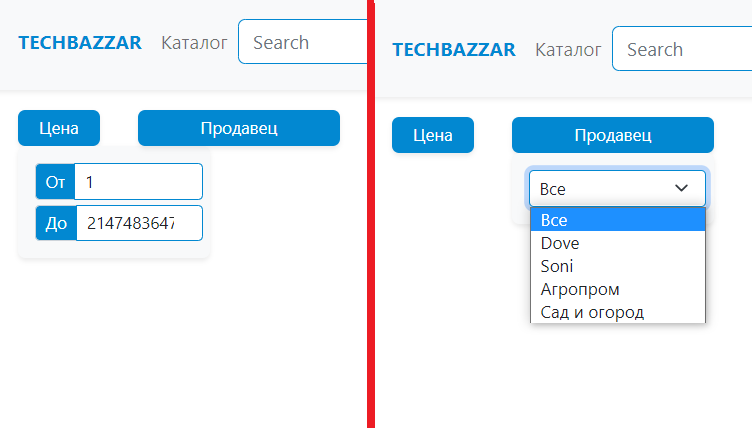 TECHBAZZAR Каталог Search
Цена Продавец
От 1
До 2147483647
TECHBAZZAR Каталог Search
Цена Продавец
Все
Все
Dove
Soni
Агропром
Сад и огород